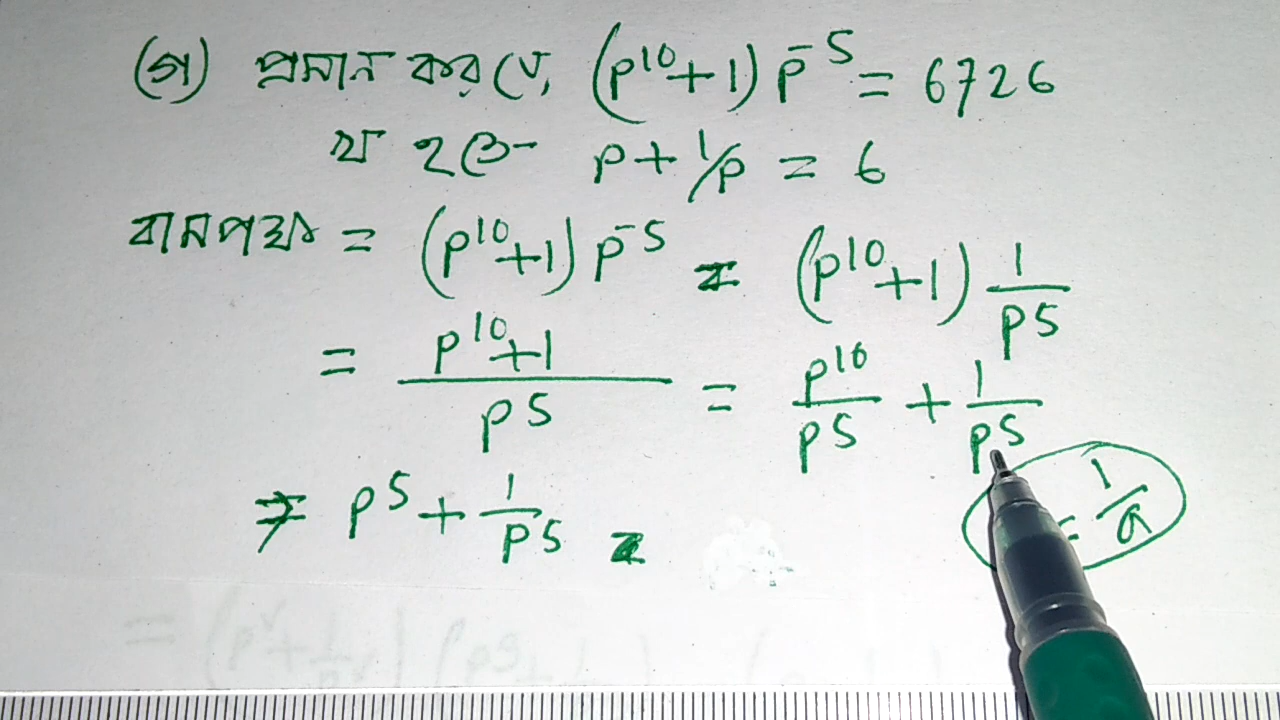 (গ) প্রমান কর যে, (p¹⁰+1) p⁻⁵ = 6726
খ হতে p + 1/p = 6
বামপক্ষ = (p¹⁰+1) p⁻⁵ = (p¹⁰+1) 1/p5
= p¹⁰+1/p5 = p¹⁰/p5 + 1/p5
⇒ p⁵ + 1/p5 =
= 1/a